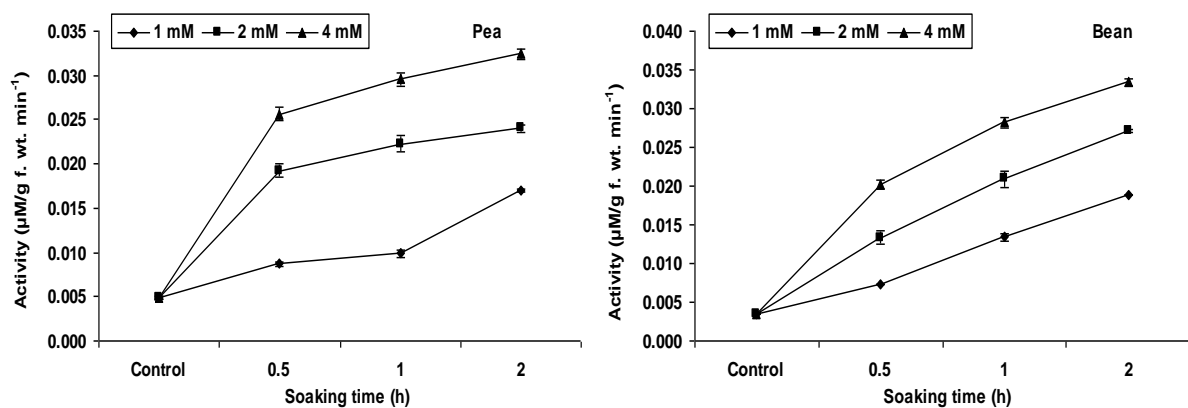 1 mM 2 mM 4 mM
Pea
0.035
0.030
0.025
0.020
0.015
0.010
0.005
0.000
Activity (µM/g f. wt. min⁻¹)
Control 0.5 1 2
Soaking time (h)
1 mM 2 mM 4 mM
Bean
0.040
0.035
0.030
0.025
0.020
0.015
0.010
0.005
0.000
Activity (µM/g f. wt. min⁻¹)
Control 0.5 1 2
Soaking time (h)